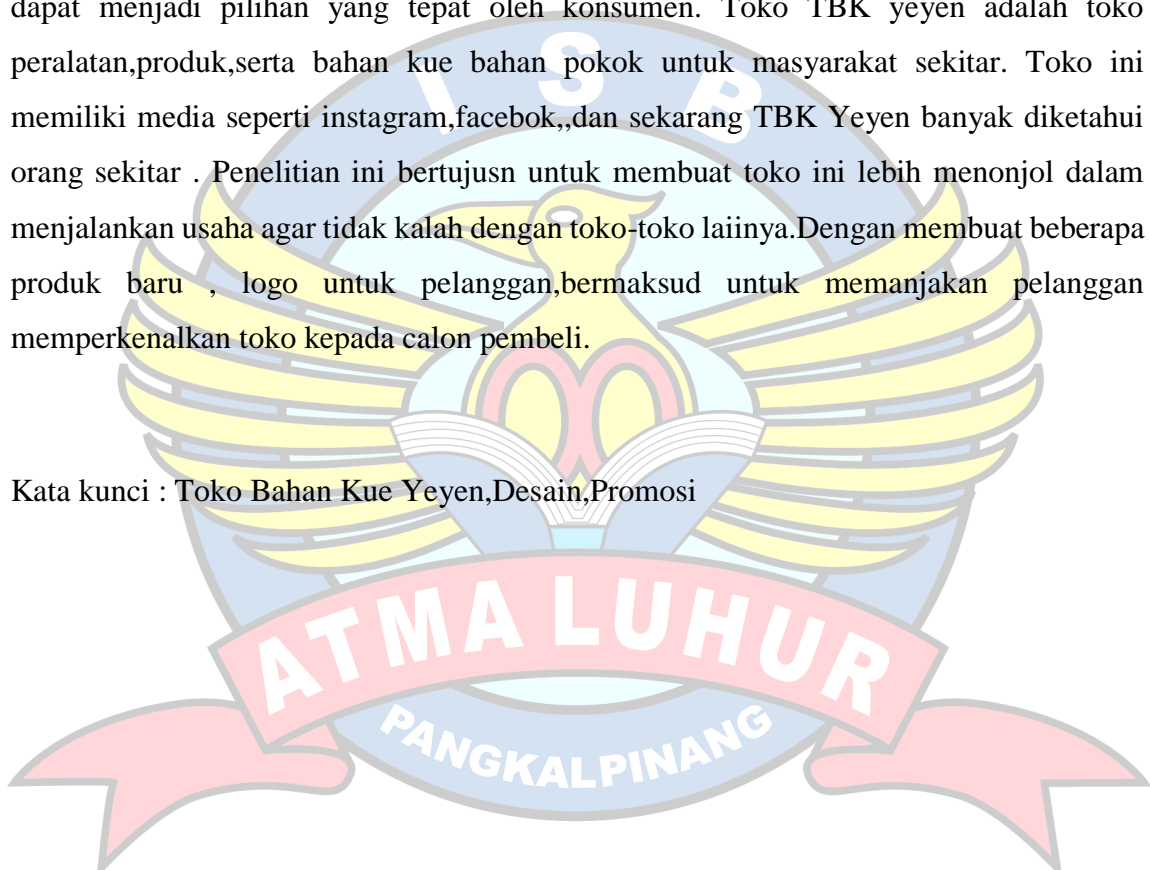 dapat menjadi pilihan yang tepat oleh konsumen. Toko TBK yeyen adalah toko
peralatan,produk,serta bahan kue bahan pokok untuk masyarakat sekitar. Toko ini
memiliki media seperti instagram,facebok,,dan sekarang TBK Yeyen banyak diketahui
orang sekitar . Penelitian ini bertujusn untuk membuat toko ini lebih menonjol dalam
menjalankan usaha agar tidak kalah dengan toko-toko laiinya.Dengan membuat beberapa
produk baru , logo untuk pelanggan,bermaksud untuk memanjakan pelanggan
memperkenalkan toko kepada calon pembeli.
Kata kunci : Toko Bahan Kue Yeyen,Desain,Promosi
I S B
ATMA LUHUR
PANGKALPINANG